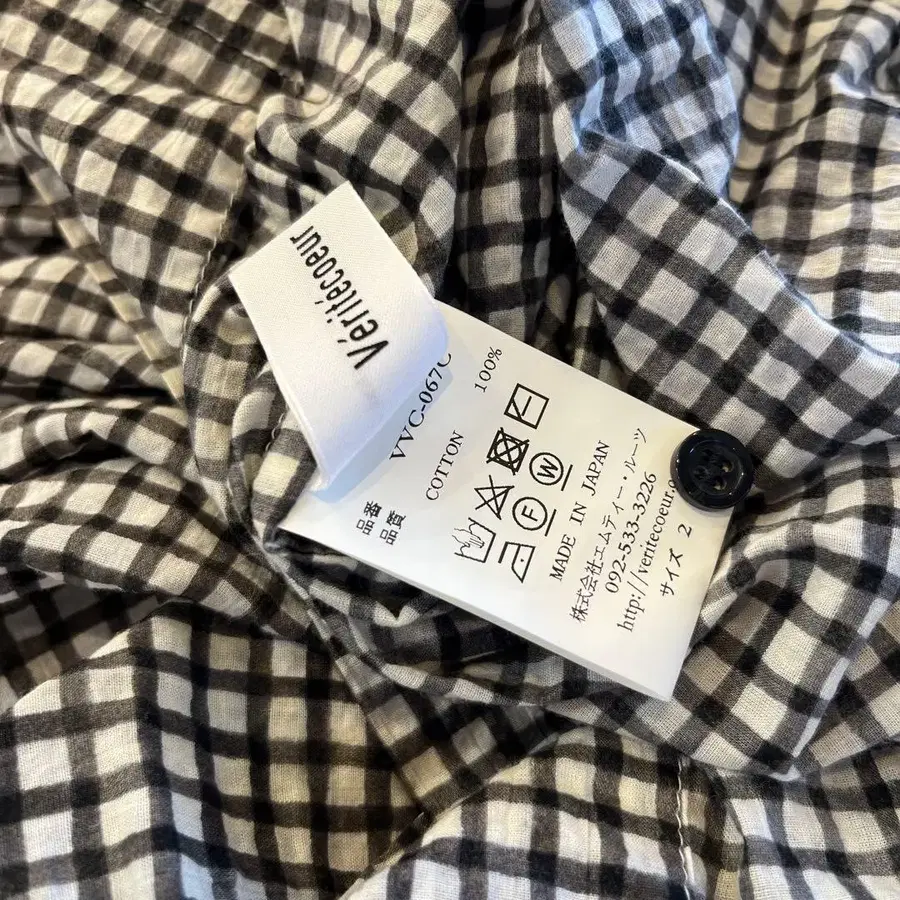 Véritécoeur
品番 VVC-067C
品質
COTTON 100%
F W
MADE IN JAPAN
株式会社エムティー・ルーツ
092-533-3226
http://veritecoeur.c
サイズ 2